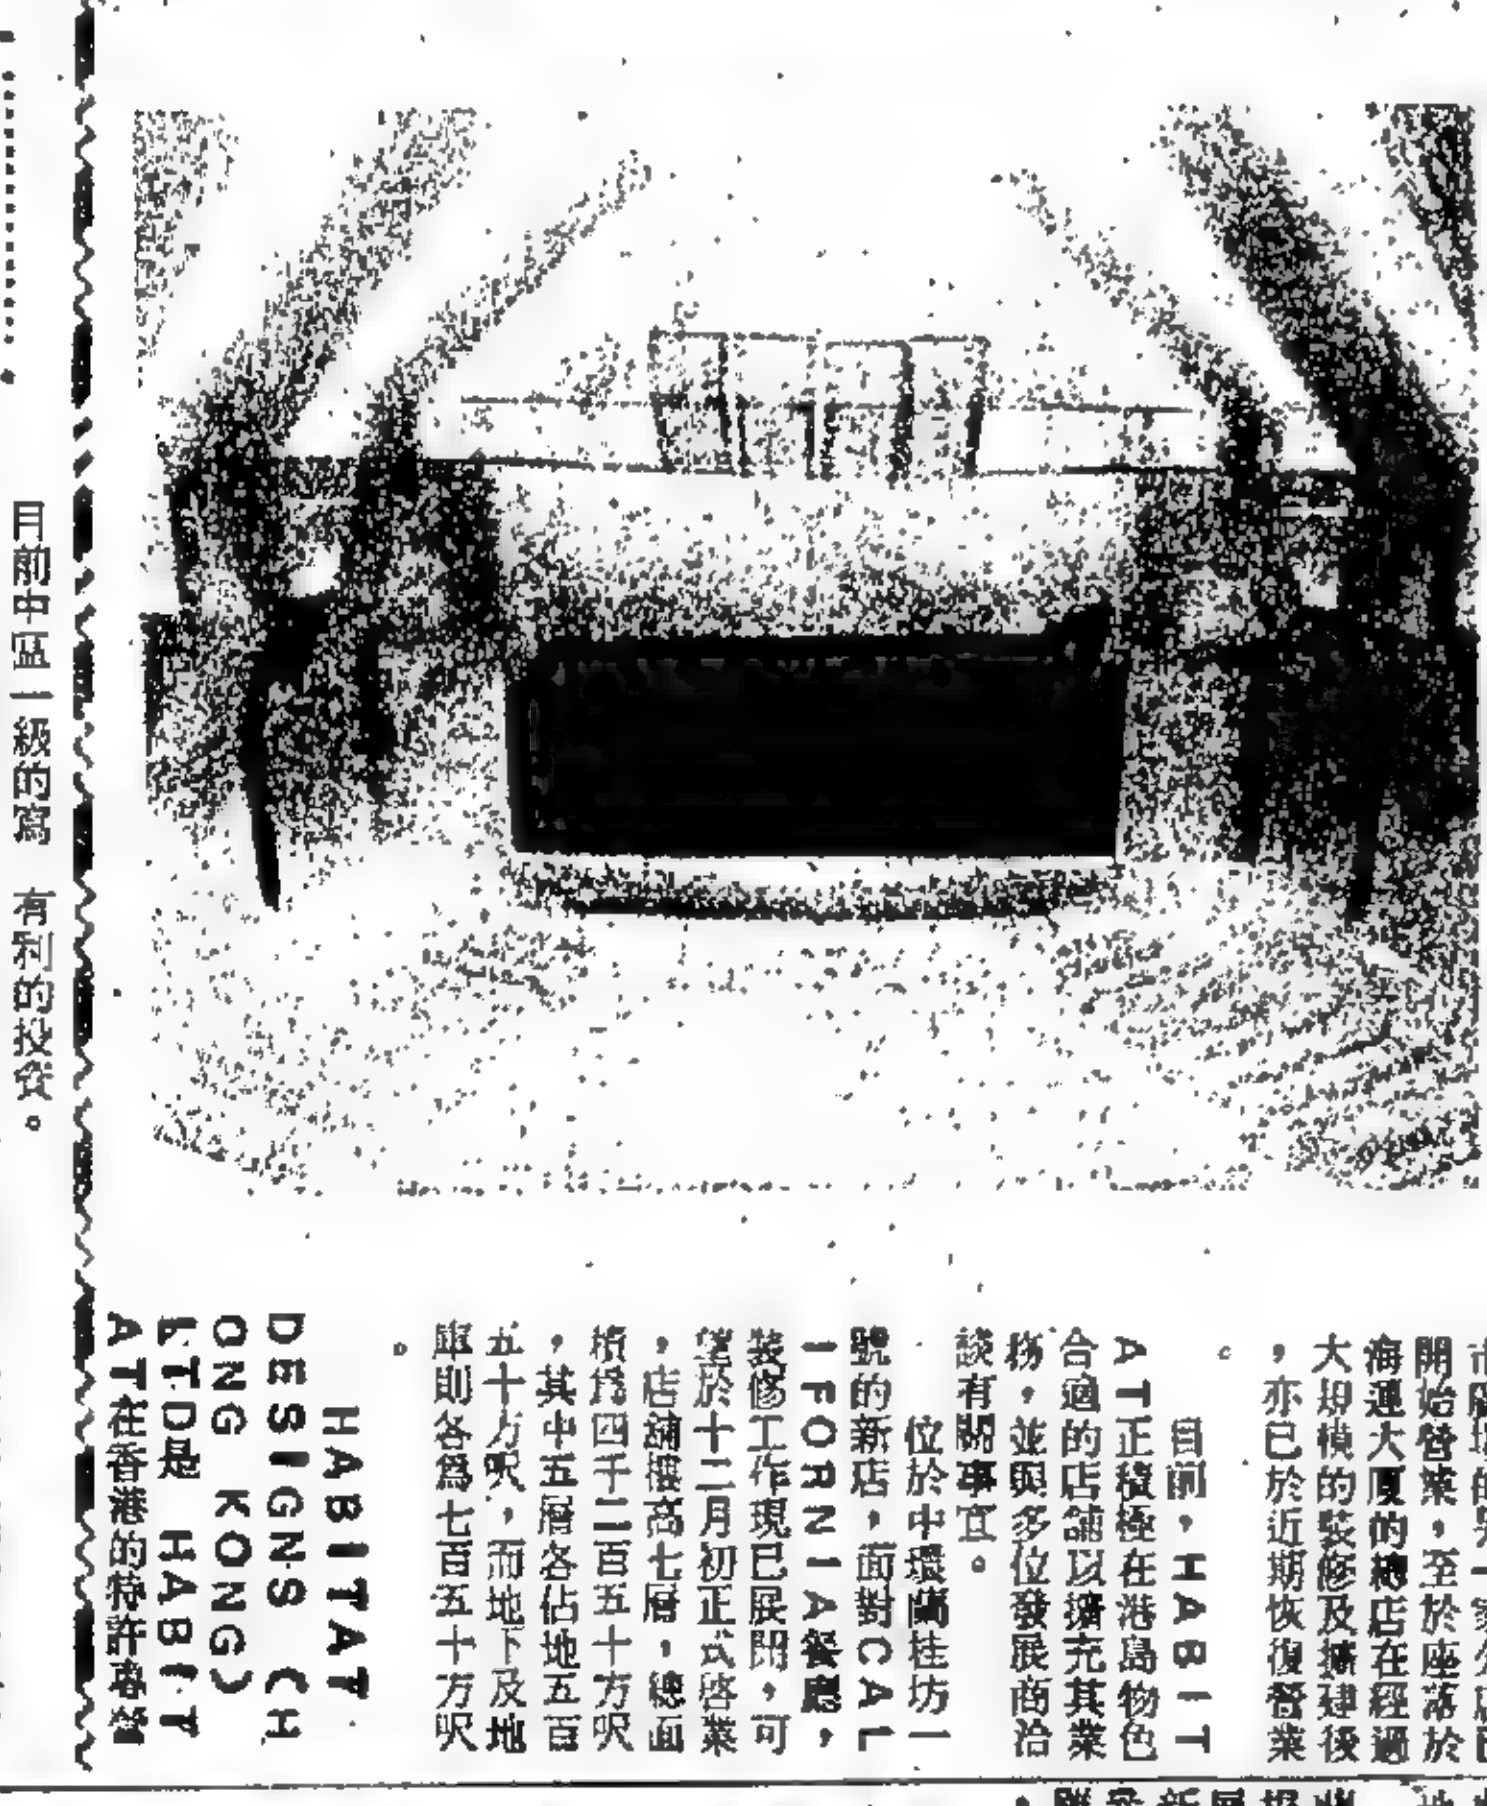 開始營業，至於座落於
海運大厦的總店在經過
大規模的裝修及擴建後
，亦已於近期恢復營業
。
目前，HABIT
AT正積極在港島物色
合適的店舖以擴充其業
務，並與多位發展商洽
談有關事宜。
位於中環蘭桂坊一
號的新店，面對CAL
IFORNIA餐廳，
裝修工作現已展開，可
望於十二月初正式啓業
，店舖樓高七層，總面
積爲四千二百五十方呎
，其中五層各佔地五百
五十方呎，而地下及地
庫則各爲七百五十方呎
。
HABITAT
DESIGNS (H
ONG KONG)
LTD是 HABIT
AT在香港的特許專營
目前中區一級的寫
有利的投資。